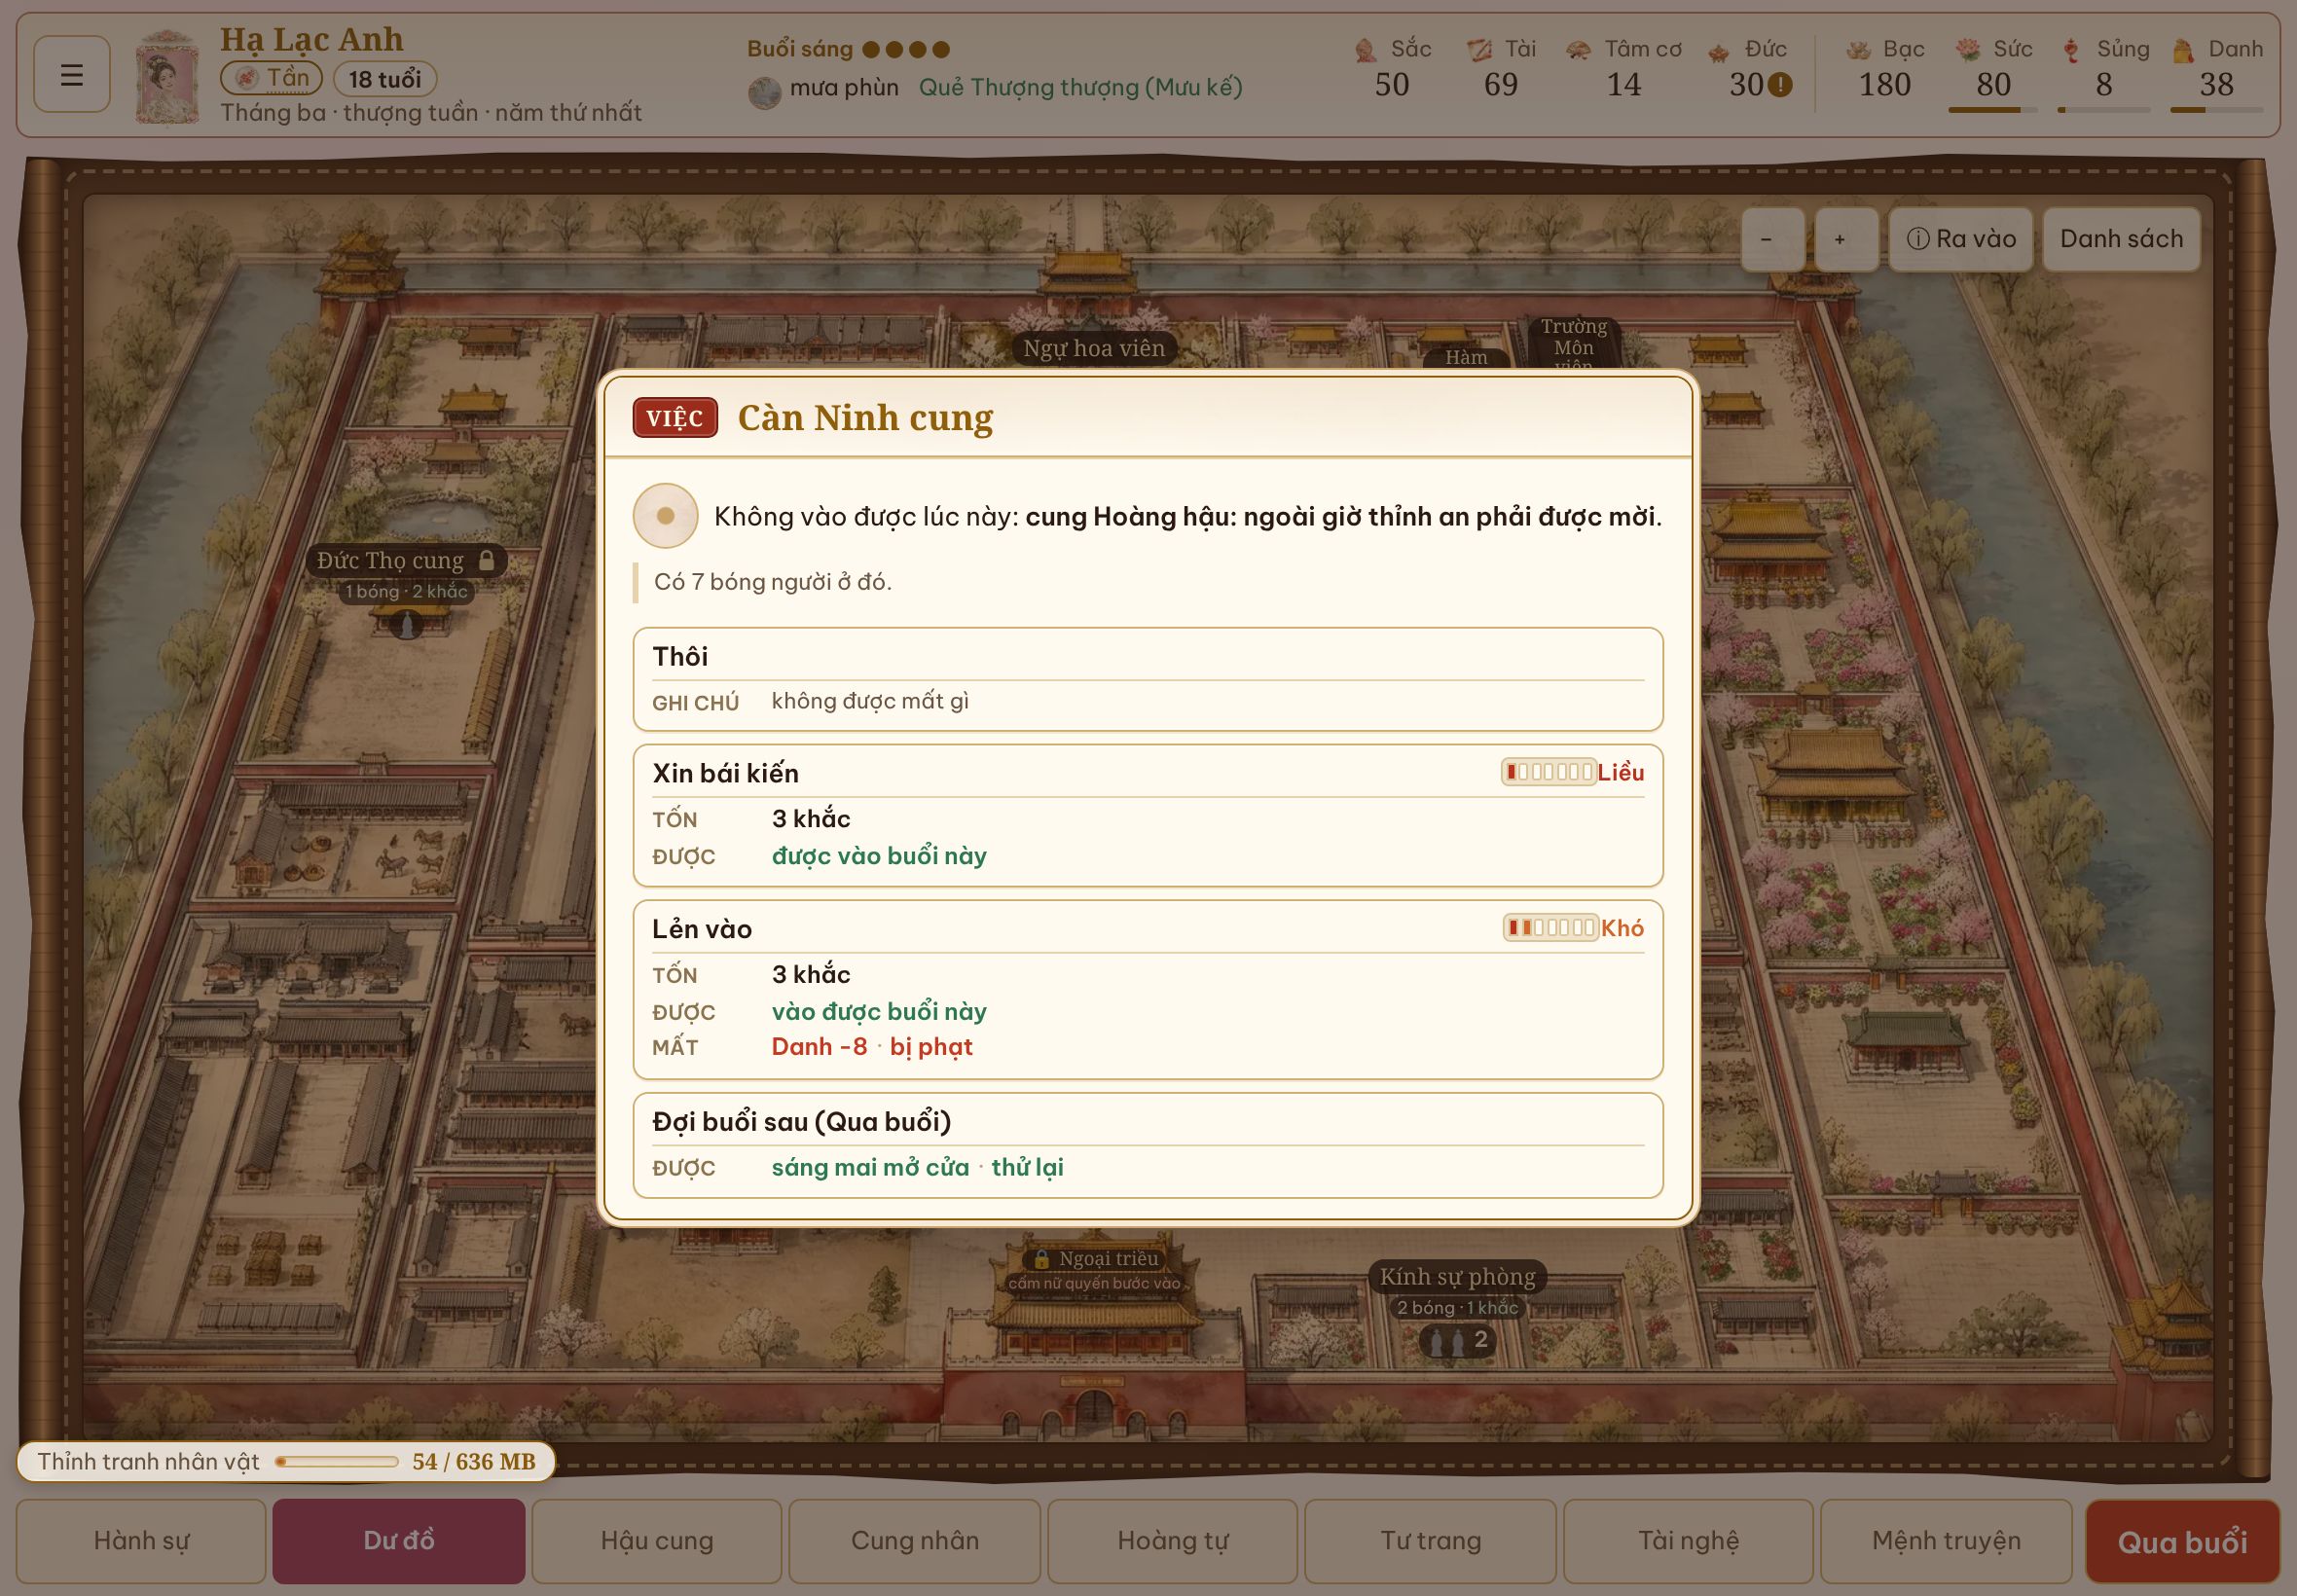 ☰
Hạ Lạc Anh
Tần 18 tuổi
Tháng ba · thượng tuần · năm thứ nhất
Buổi sáng
mưa phùn Quẻ Thượng thượng (Mưu kế)
Sắc Tài Tâm cơ Đức Bạc Sức Sủng Danh
50 69 14 30 ! 180 80 8 38
- + ⓘ Ra vào Danh sách
Ngự hoa viên
Hàm
Trường
Môn
viên
Đức Thọ cung
1 bóng · 2 khắc
VIỆC Càn Ninh cung
Không vào được lúc này: cung Hoàng hậu: ngoài giờ thỉnh an phải được mời.
Có 7 bóng người ở đó.
Thôi
GHI CHÚ không được mất gì
Xin bái kiến Liều
TỐN 3 khắc
ĐƯỢC được vào buổi này
Lẻn vào Khó
TỐN 3 khắc
ĐƯỢC vào được buổi này
MẤT Danh -8 · bị phạt
Đợi buổi sau (Qua buổi)
ĐƯỢC sáng mai mở cửa · thử lại
Ngoại triều
cấm nữ quyến bước vào
Kính sự phòng
2 bóng · 1 khắc
2
Thỉnh tranh nhân vật 54 / 636 MB
Hành sự Dư đồ Hậu cung Cung nhân Hoàng tự Tư trang Tài nghệ Mệnh truyện Qua buổi